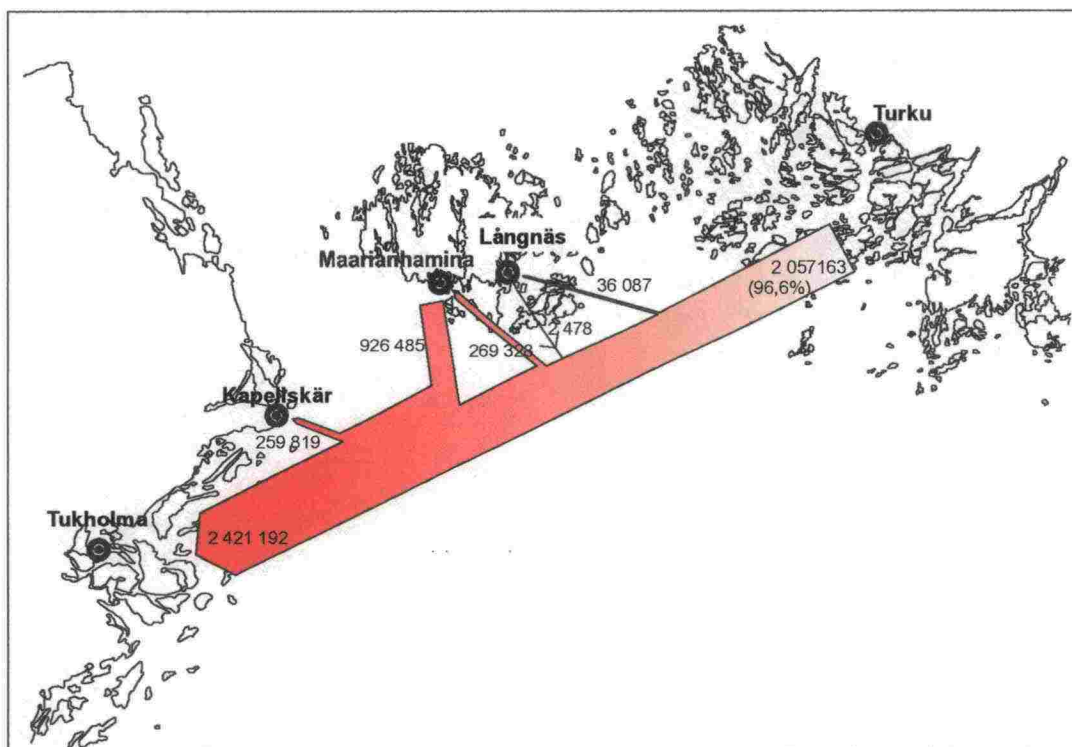 Turku
Långnäs
Maarianhamina
2 057163
(96,6%)
36 087
2 478
926 485
269 328
Kapellskär
259 819
Tukholma
2 421 192